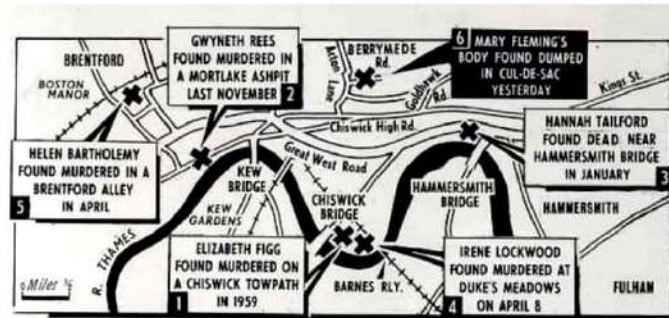 BRENTFORD
BOSTON
MANOR
GWYNETH REES
FOUND MURDERED IN
A MORTLAKE ASHPIT
LAST NOVEMBER
2
Acton Lane
BERRYMEDE
Rd.
Goldhawk
Rd
6
MARY FLEMING'S
BODY FOUND DUMPED
IN CUL-DE-SAC
YESTERDAY
Kings St.
Chiswick High Rd.
HANNAH TAILFORD
FOUND DEAD NEAR
HAMMERSMITH BRIDGE
IN JANUARY
3
HELEN BARTHOLEMY
FOUND MURDERED IN A
BRENTFORD ALLEY
IN APRIL
5
Great West Road
KEW
BRIDGE
KEW
GARDENS
CHISWICK
BRIDGE
HAMMERSMITH
BRIDGE
HAMMERSMITH
R. THAMES
ELIZABETH FIGG
FOUND MURDERED ON
A CHISWICK TOWPATH
IN 1959
1
BARNES RLY.
IRENE LOCKWOOD
FOUND MURDERED AT
DUKE'S MEADOWS
ON APRIL 8
4
FULHAM
Miles